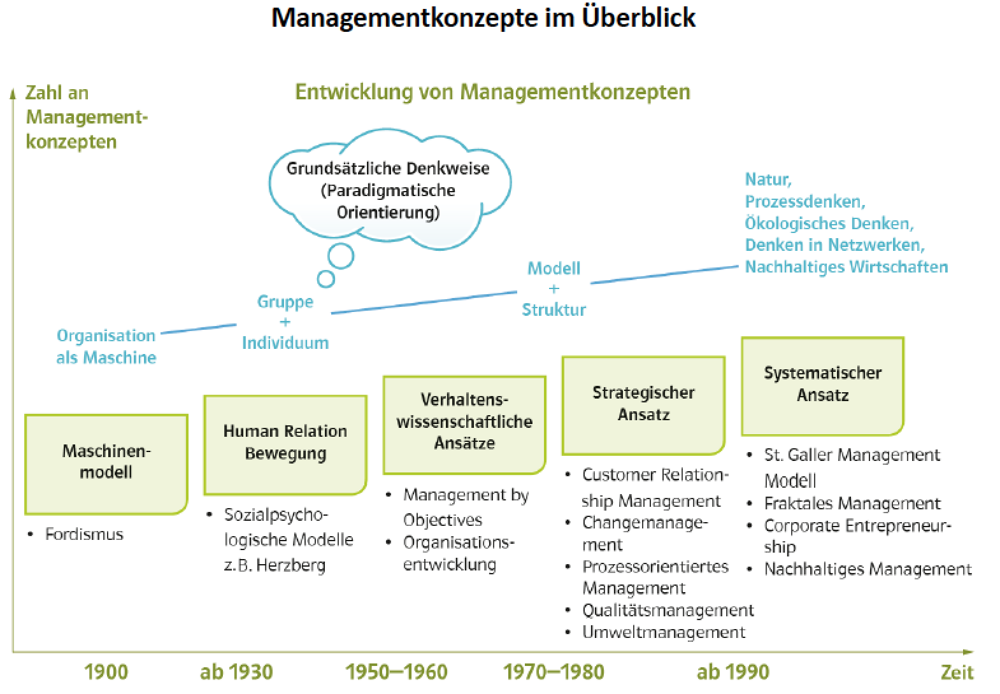 Managementkonzepte im Überblick
Zahl an
Management-
konzepten
Entwicklung von Managementkonzepten
Grundsätzliche Denkweise
(Paradigmatische
Orientierung)
Organisation
als Maschine
Gruppe
+
Individuum
Modell
+
Struktur
Natur,
Prozessdenken,
Ökologisches Denken,
Denken in Netzwerken,
Nachhaltiges Wirtschaften
Maschinen-
modell
• Fordismus
Human Relation
Bewegung
• Sozialpsycho-
logische Modelle
z.B. Herzberg
Verhaltens-
wissenschaftliche
Ansätze
• Management by
Objectives
• Organisations-
entwicklung
Strategischer
Ansatz
• Customer Relation-
ship Management
• Changemanage-
ment
• Prozessorientiertes
Management
• Qualitätsmanagement
• Umweltmanagement
Systematischer
Ansatz
• St. Galler Management
Modell
• Fraktales Management
• Corporate Entrepreneur-
ship
• Nachhaltiges Management
1900
ab 1930
1950–1960
1970–1980
ab 1990
Zeit